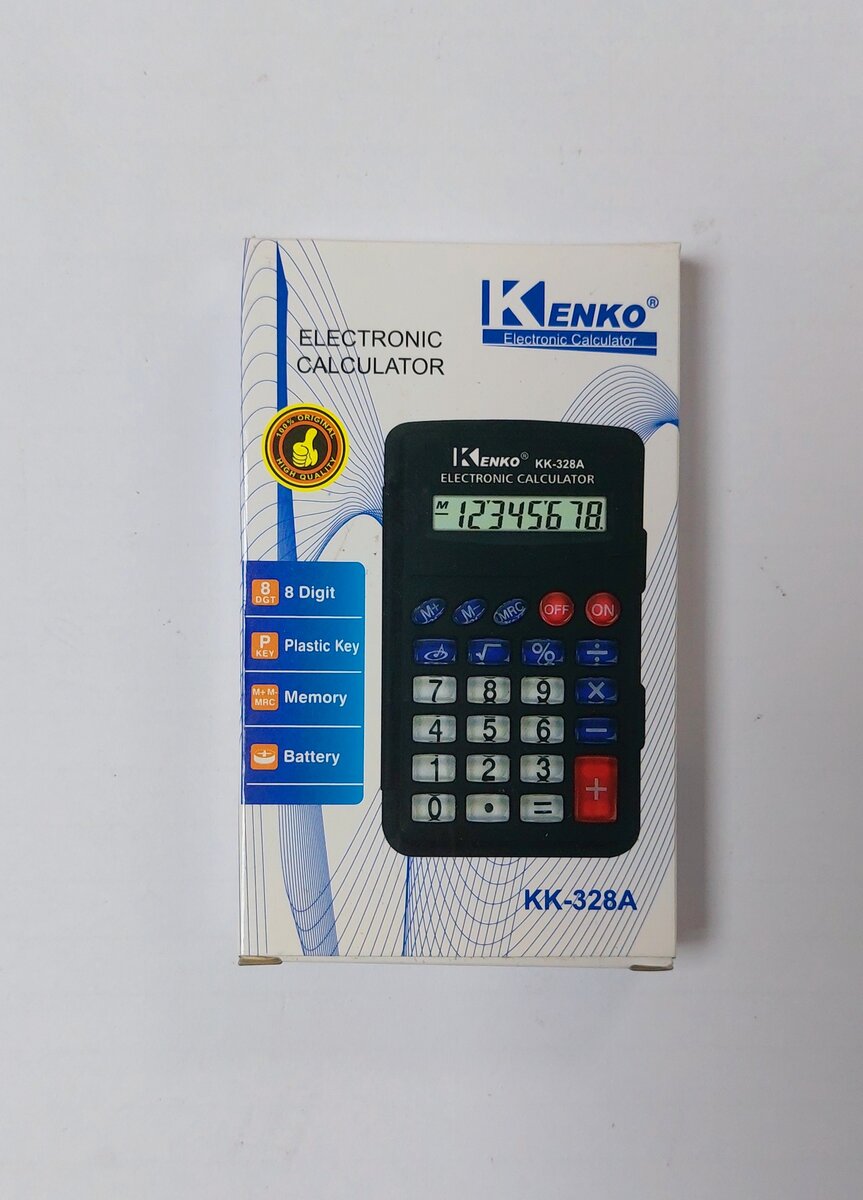 KENKO®
Electronic Calculator
ELECTRONIC
CALCULATOR
100% ORIGINAL
HIGH QUALITY
KENKO® KK-328A
ELECTRONIC CALCULATOR
M
-12345678.
M+ M- MRC OFF ON
√ % ÷
7 8 9 ×
4 5 6 −
1 2 3 +
0 . =
8 DGT 8 Digit
P KEY Plastic Key
M+ M- MRC Memory
Battery
KK-328A